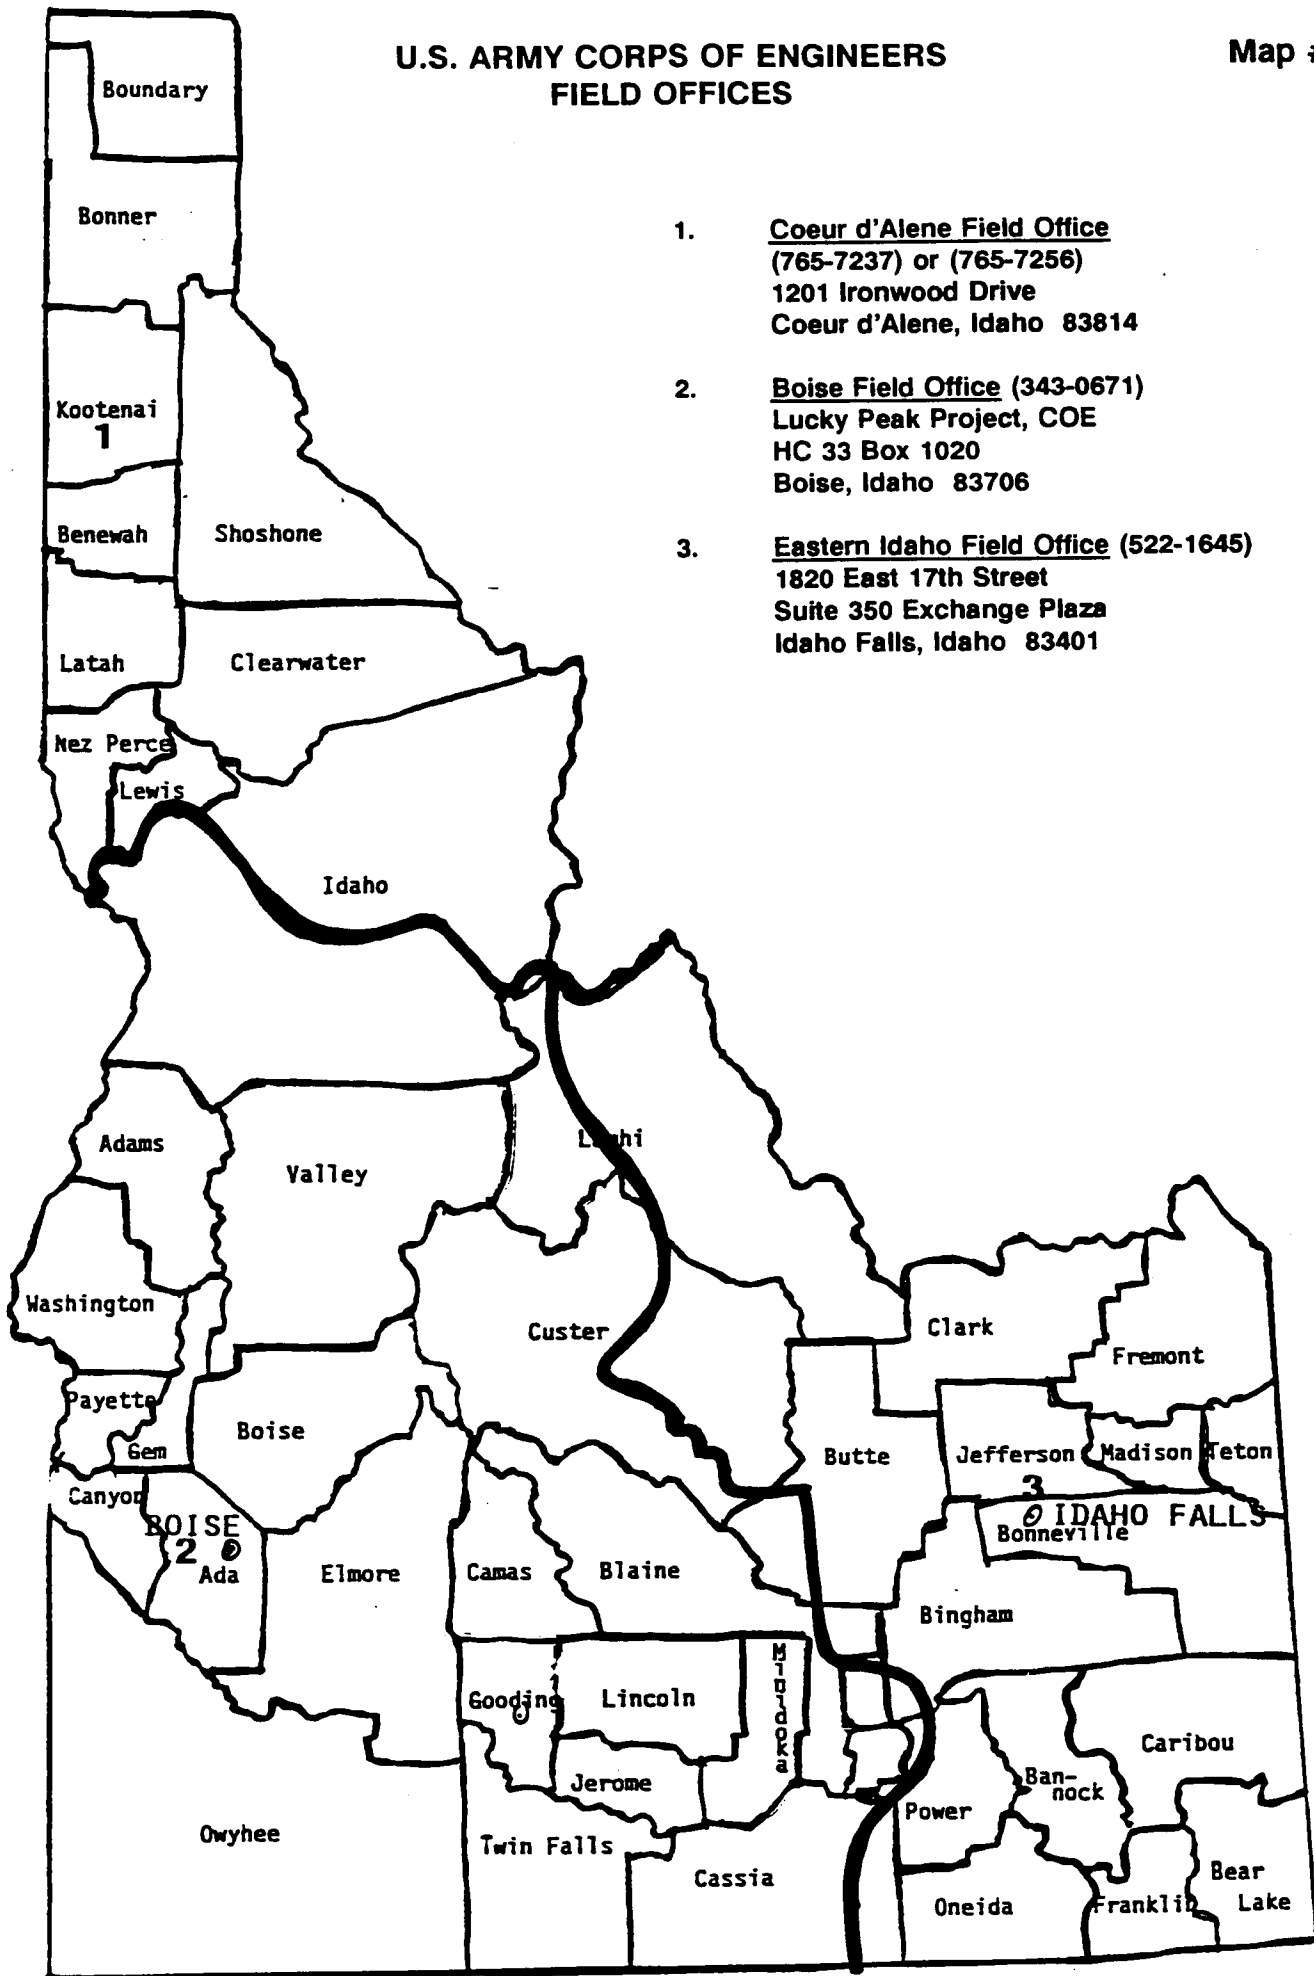 U.S. ARMY CORPS OF ENGINEERS
FIELD OFFICES
Map
1. Coeur d'Alene Field Office
(765-7237) or (765-7256)
1201 Ironwood Drive
Coeur d'Alene, Idaho 83814
2. Boise Field Office (343-0671)
Lucky Peak Project, COE
HC 33 Box 1020
Boise, Idaho 83706
3. Eastern Idaho Field Office (522-1645)
1820 East 17th Street
Suite 350 Exchange Plaza
Idaho Falls, Idaho 83401
Boundary
Bonner
Kootenai
1
Benewah
Shoshone
Latah
Clearwater
Nez Perce
Lewis
Idaho
Adams
Valley
Lemhi
Washington
Custer
Clark
Fremont
Payette
Gem
Boise
Butte
Jefferson
Madison
Teton
Canyon
BOISE
2
Ada
3
IDAHO FALLS
Bonneville
Elmore
Camas
Blaine
Bingham
Gooding
Lincoln
Minidoka
Jerome
Caribou
Ban-
nock
Power
Owyhee
Twin Falls
Cassia
Oneida
Franklin
Bear
Lake